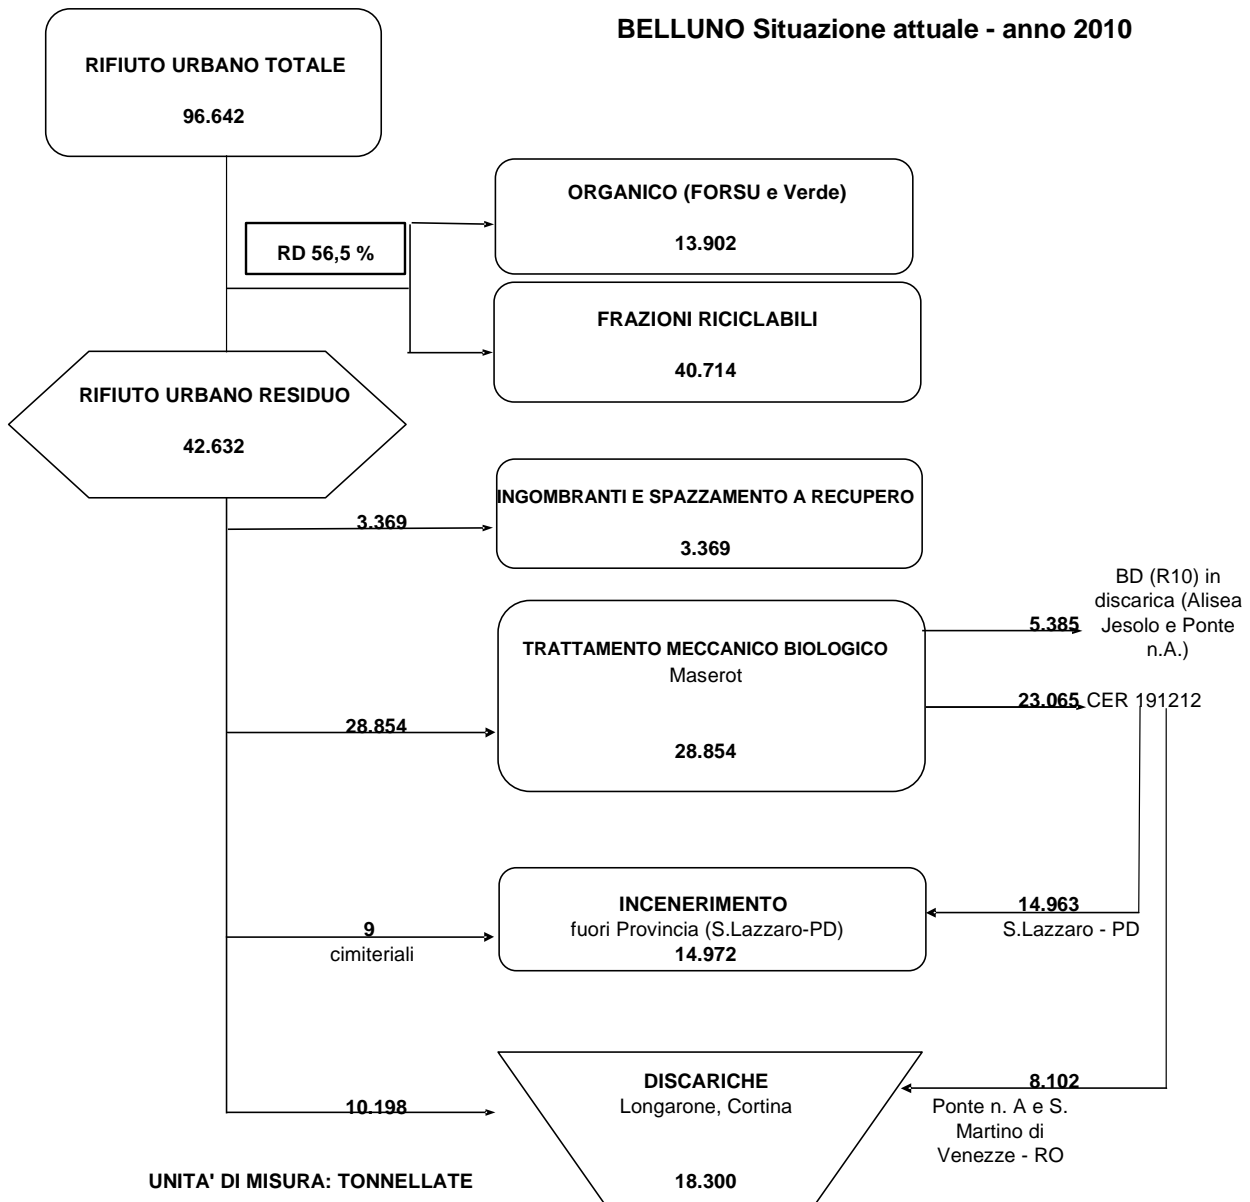 BELLUNO Situazione attuale - anno 2010
RIFIUTO URBANO TOTALE
96.642
ORGANICO (FORSU e Verde)
13.902
RD 56,5 %
FRAZIONI RICICLABILI
40.714
RIFIUTO URBANO RESIDUO
42.632
INGOMBRANTI E SPAZZAMENTO A RECUPERO
3.369
3.369
BD (R10) in
discarica (Alisea
Jesolo e Ponte
n.A.)
5.385
TRATTAMENTO MECCANICO BIOLOGICO
Maserot
23.065 CER 191212
28.854
28.854
INCENERIMENTO
fuori Provincia (S.Lazzaro-PD)
14.972
14.963
S.Lazzaro - PD
9
cimiteriali
DISCARICHE
Longarone, Cortina
8.102
10.198
Ponte n. A e S.
Martino di
Venezze - RO
UNITA' DI MISURA: TONNELLATE
18.300